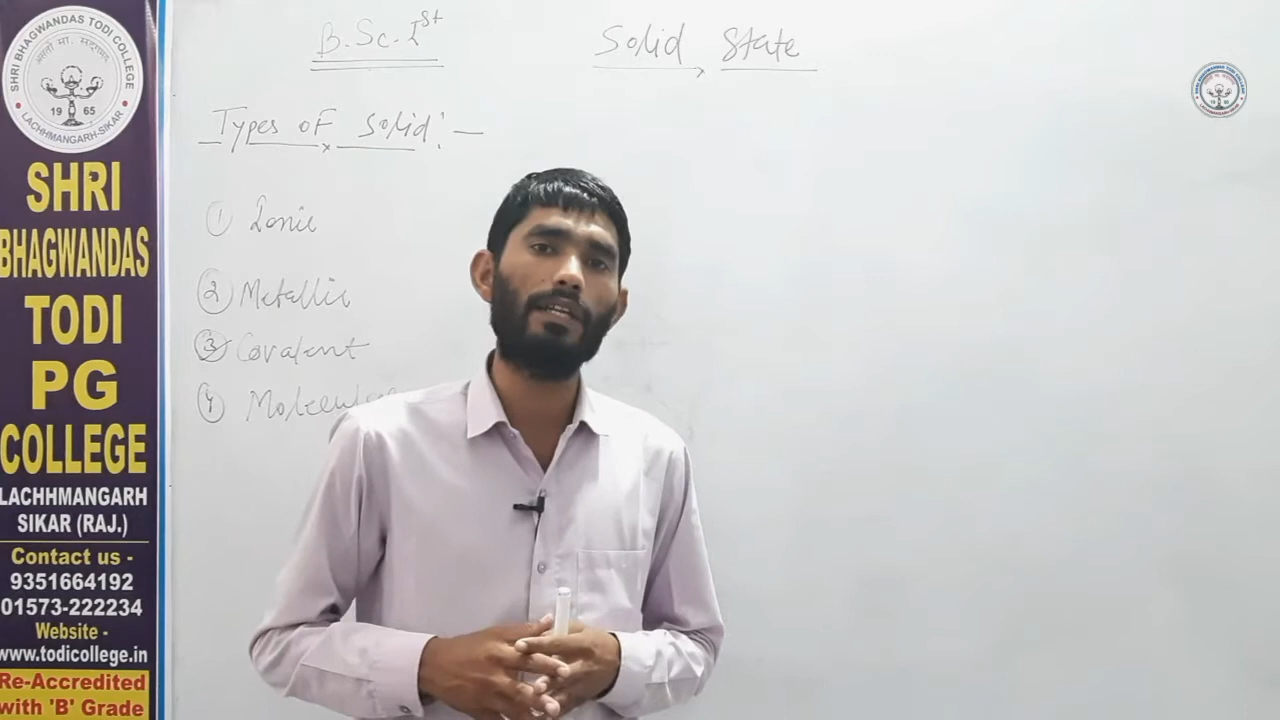 SHRI BHAGWANDAS TODI COLLEGE
19 65
LACHHMANGARH-SIKAR
SHRI
BHAGWANDAS
TODI
PG
COLLEGE
LACHHMANGARH
SIKAR (RAJ.)
Contact us -
9351664192
01573-222234
Website -
www.todicollege.in
Re-Accredited
with 'B' Grade
B.Sc. Ist
Solid State
Types of Solid:-
① Ionic
② Metallic
③ Covalent
④